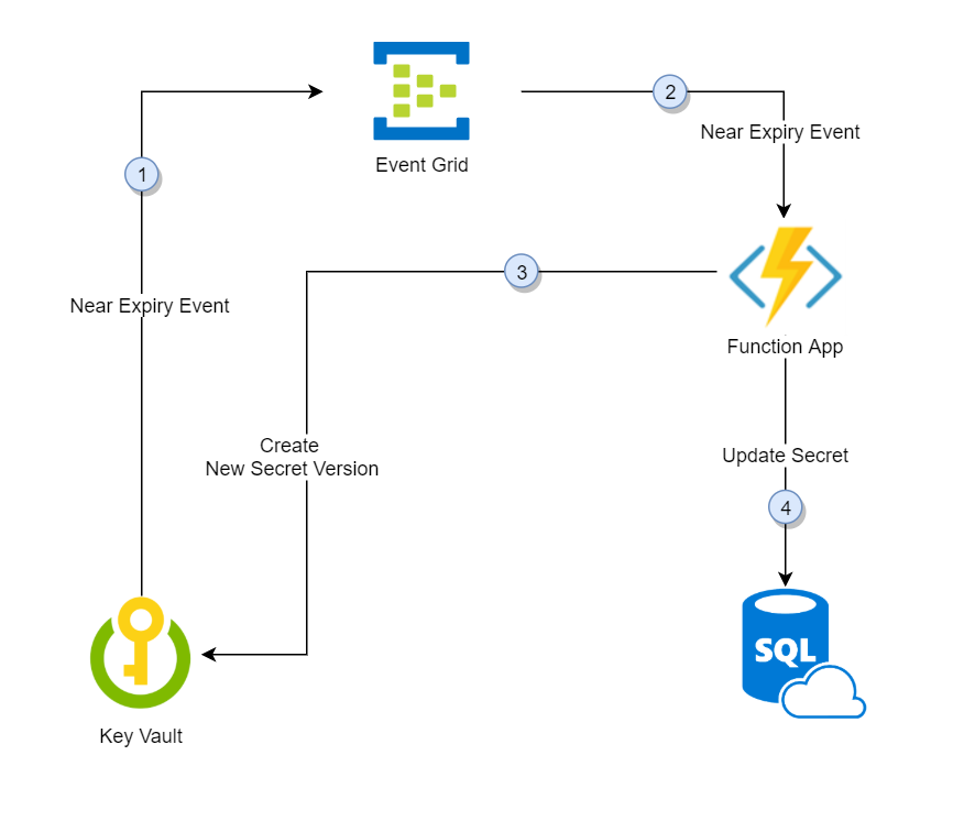 2
Near Expiry Event
Event Grid
1
3
Near Expiry Event
Function App
Create
New Secret Version
Update Secret
4
SQL
Key Vault